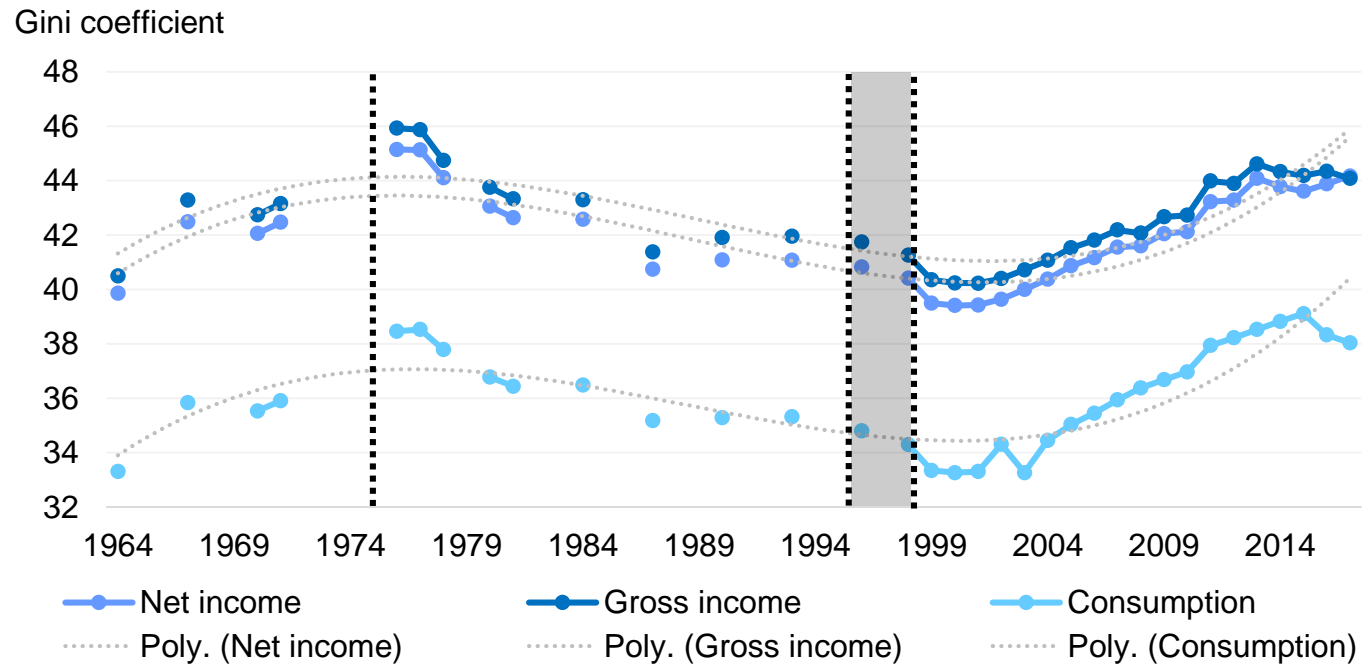 Gini coefficient
48
46
44
42
40
38
36
34
32
1964 1969 1974 1979 1984 1989 1994 1999 2004 2009 2014
Net income Gross income Consumption
Poly. (Net income) Poly. (Gross income) Poly. (Consumption)